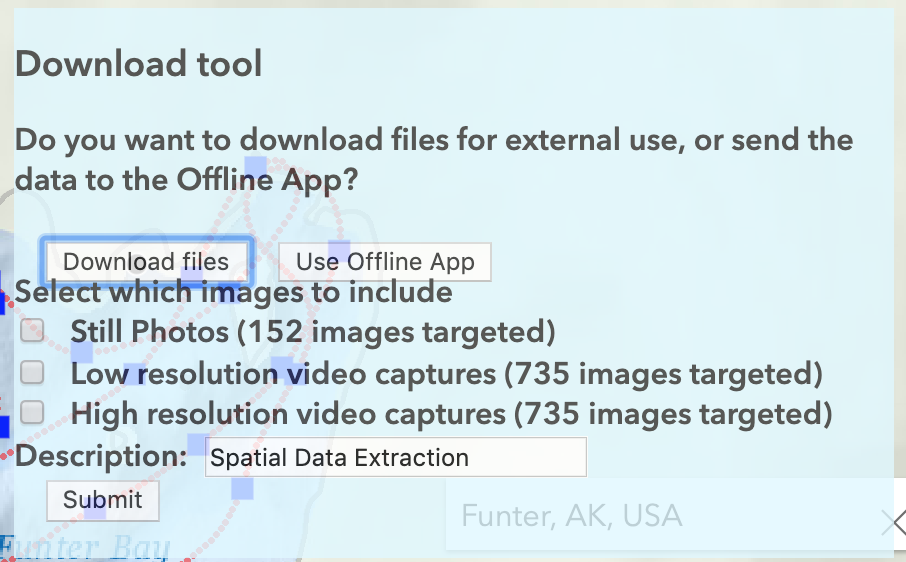 Download tool
Do you want to download files for external use, or send the
data to the Offline App?
Download files Use Offline App
Select which images to include
Still Photos (152 images targeted)
Low resolution video captures (735 images targeted)
High resolution video captures (735 images targeted)
Description: Spatial Data Extraction
Submit
Funter, AK, USA
Funter Bay